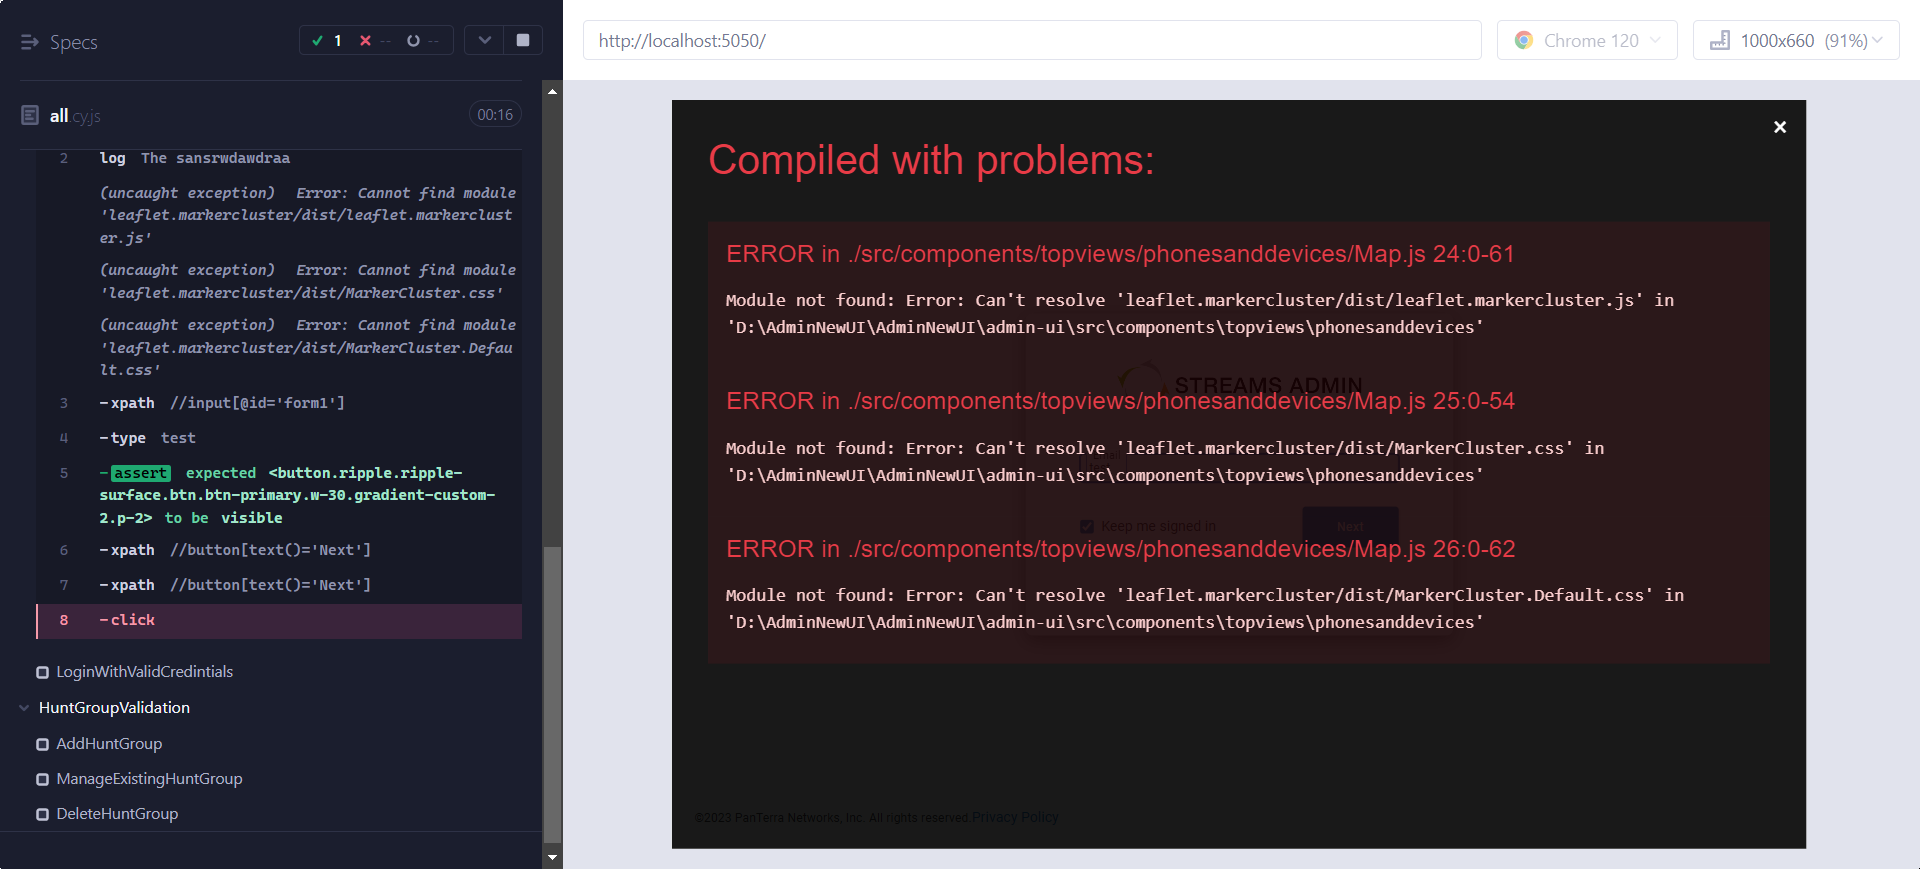 Specs
1 -- --
all.cy.js
00:16
2 log The sansrwdawdraa
(uncaught exception) Error: Cannot find module
'leaflet.markercluster/dist/leaflet.markerclust
er.js'
(uncaught exception) Error: Cannot find module
'leaflet.markercluster/dist/MarkerCluster.css'
(uncaught exception) Error: Cannot find module
'leaflet.markercluster/dist/MarkerCluster.Defau
lt.css'
3 -xpath //input[@id='form1']
4 -type test
5 -assert expected <button.ripple.ripple-
surface.btn.btn-primary.w-30.gradient-custom-
2.p-2> to be visible
6 -xpath //button[text()='Next']
7 -xpath //button[text()='Next']
8 -click
LoginWithValidCredintials
HuntGroupValidation
AddHuntGroup
ManageExistingHuntGroup
DeleteHuntGroup
http://localhost:5050/
Chrome 120
1000x660 (91%)
Compiled with problems:
ERROR in ./src/components/topviews/phonesanddevices/Map.js 24:0-61
Module not found: Error: Can't resolve 'leaflet.markercluster/dist/leaflet.markercluster.js' in
'D:\AdminNewUI\AdminNewUI\admin-ui\src\components\topviews\phonesanddevices'
STREAMS ADMIN
ERROR in ./src/components/topviews/phonesanddevices/Map.js 25:0-54
Module not found: Error: Can't resolve 'leaflet.markercluster/dist/MarkerCluster.css' in
'D:\AdminNewUI\AdminNewUI\admin-ui\src\components\topviews\phonesanddevices'
Keep me signed in
Next
ERROR in ./src/components/topviews/phonesanddevices/Map.js 26:0-62
Module not found: Error: Can't resolve 'leaflet.markercluster/dist/MarkerCluster.Default.css' in
'D:\AdminNewUI\AdminNewUI\admin-ui\src\components\topviews\phonesanddevices'
©2023 PanTerra Networks, Inc. All rights reserved.Privacy Policy